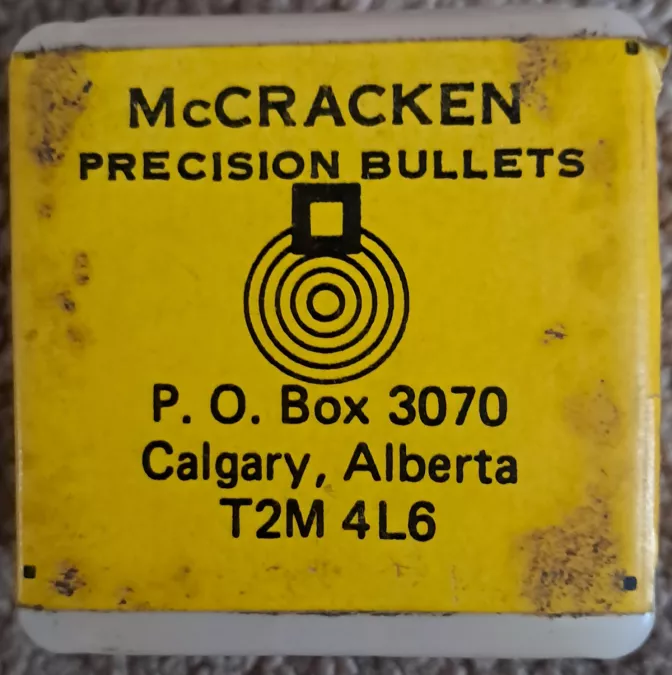 McCRACKEN
PRECISION BULLETS
P. O. Box 3070
Calgary, Alberta
T2M 4L6